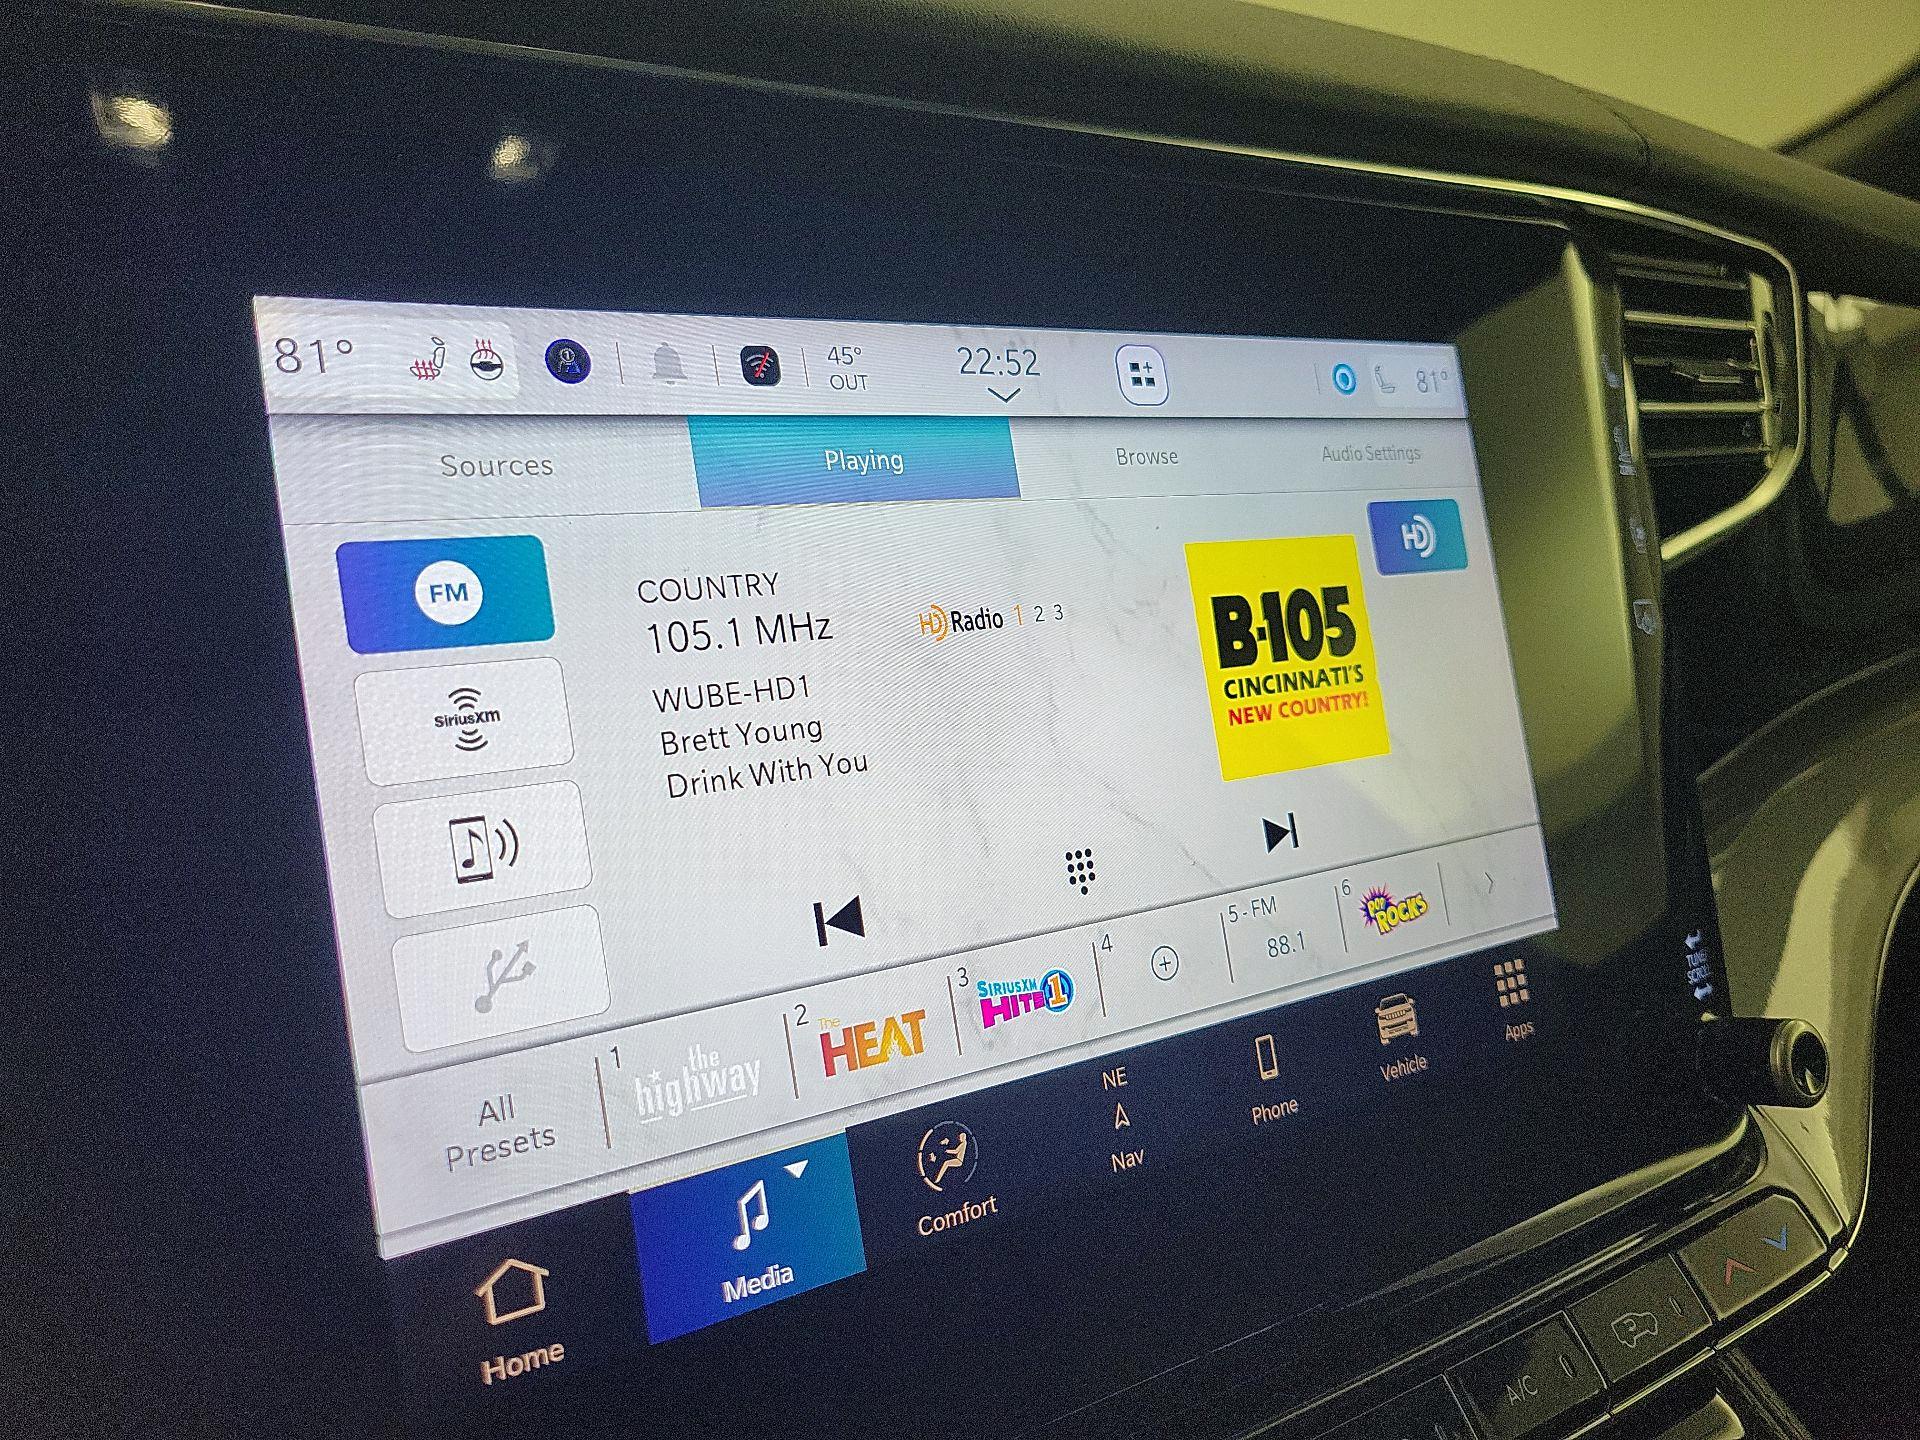 81°
45°
OUT
22:52
81°
Sources
Playing
Browse
Audio Settings
FM
COUNTRY
105.1 MHz
HD Radio 1 2 3
WUBE-HD1
Brett Young
Drink With You
B-105
CINCINNATI'S
NEW COUNTRY!
HD
SiriusXM
All
Presets
1
the
highway
2
The
HEAT
3
SIRIUSXM
HITS 1
4
5-FM
88.1
6
POP
ROCKS
Home
Media
Comfort
NE
Nav
Phone
Vehicle
Apps
TUNE
SCROLL
A/C